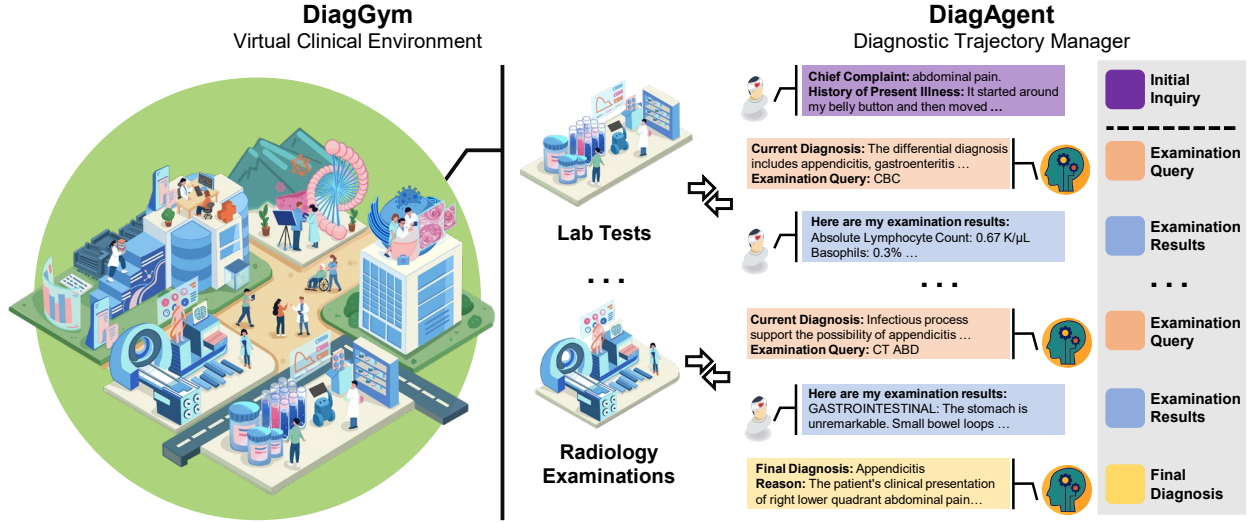 DiagGym
Virtual Clinical Environment
Lab Tests
...
Radiology
Examinations
DiagAgent
Diagnostic Trajectory Manager
Chief Complaint: abdominal pain.
History of Present Illness: It started around
my belly button and then moved ...
Current Diagnosis: The differential diagnosis
includes appendicitis, gastroenteritis ...
Examination Query: CBC
Here are my examination results:
Absolute Lymphocyte Count: 0.67 K/µL
Basophils: 0.3% ...
...
Current Diagnosis: Infectious process
support the possibility of appendicitis ...
Examination Query: CT ABD
Here are my examination results:
GASTROINTESTINAL: The stomach is
unremarkable. Small bowel loops ...
Final Diagnosis: Appendicitis
Reason: The patient's clinical presentation
of right lower quadrant abdominal pain...
Initial
Inquiry
Examination
Query
Examination
Results
...
Examination
Query
Examination
Results
Final
Diagnosis